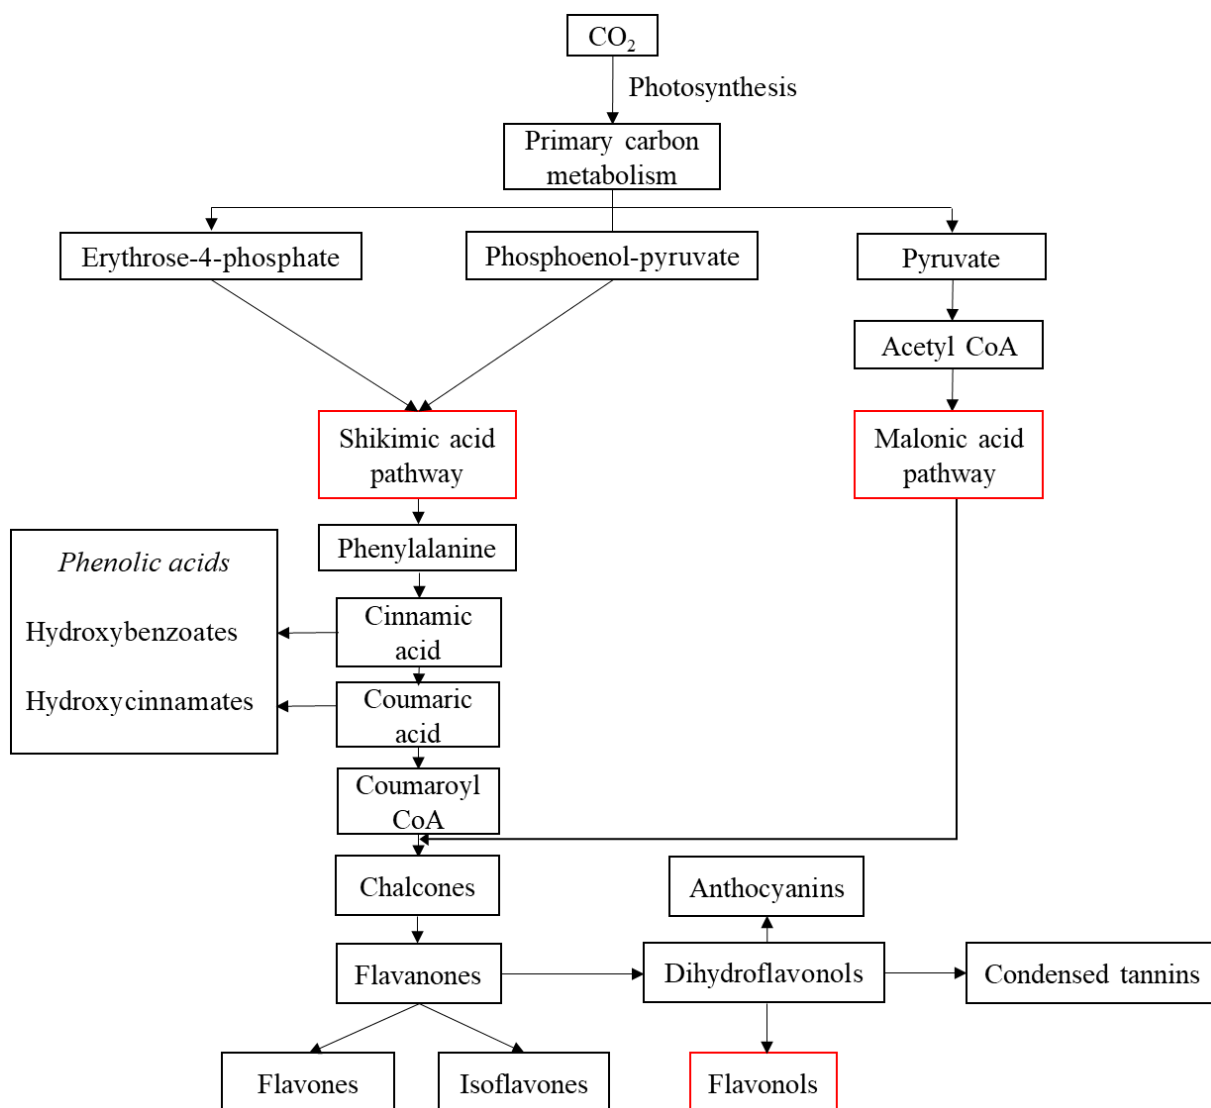 CO₂
Photosynthesis
Primary carbon
metabolism
Erythrose-4-phosphate
Phosphoenol-pyruvate
Pyruvate
Acetyl CoA
Shikimic acid
pathway
Malonic acid
pathway
Phenylalanine
Phenolic acids
Hydroxybenzoates
Hydroxycinnamates
Cinnamic
acid
Coumaric
acid
Coumaroyl
CoA
Chalcones
Anthocyanins
Flavanones
Dihydroflavonols
Condensed tannins
Flavones
Isoflavones
Flavonols